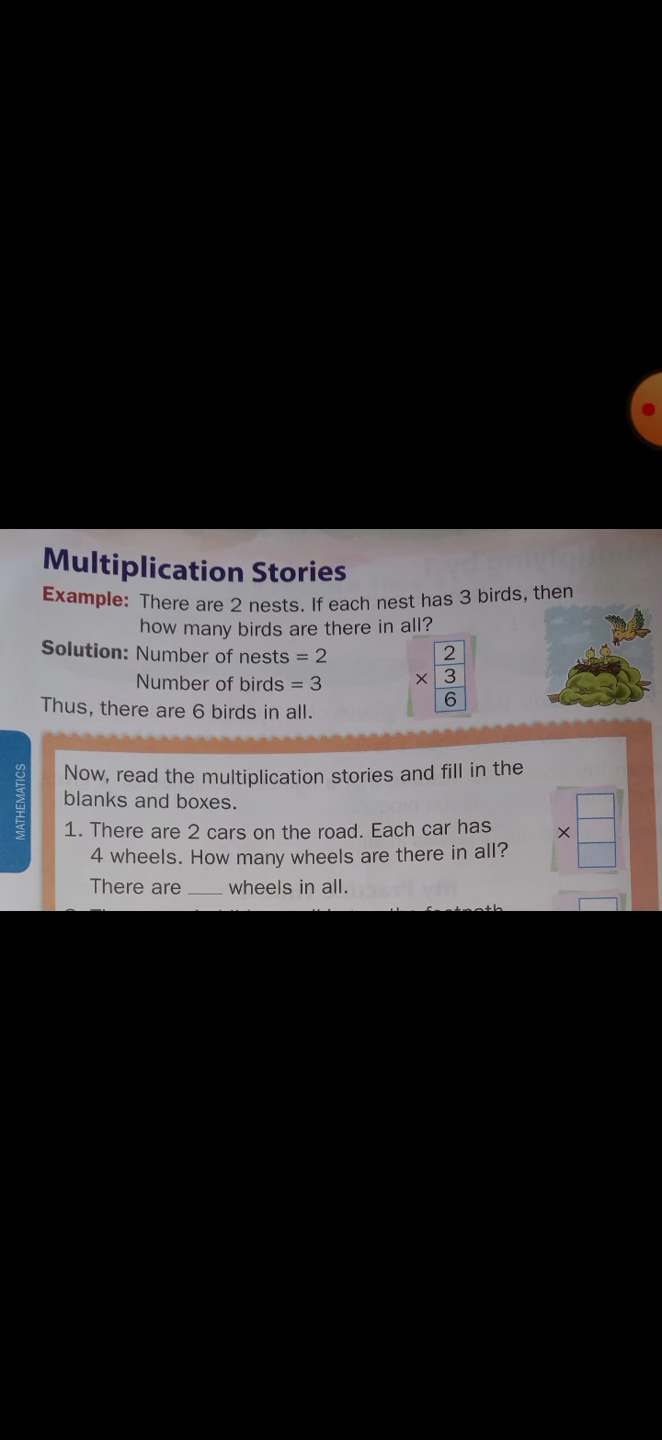 Multiplication Stories
Example: There are 2 nests. If each nest has 3 birds, then
how many birds are there in all?
Solution: Number of nests = 2
Number of birds = 3
Thus, there are 6 birds in all.
2
× 3
6
MATHEMATICS
Now, read the multiplication stories and fill in the
blanks and boxes.
1. There are 2 cars on the road. Each car has
4 wheels. How many wheels are there in all?
There are ___ wheels in all.
×